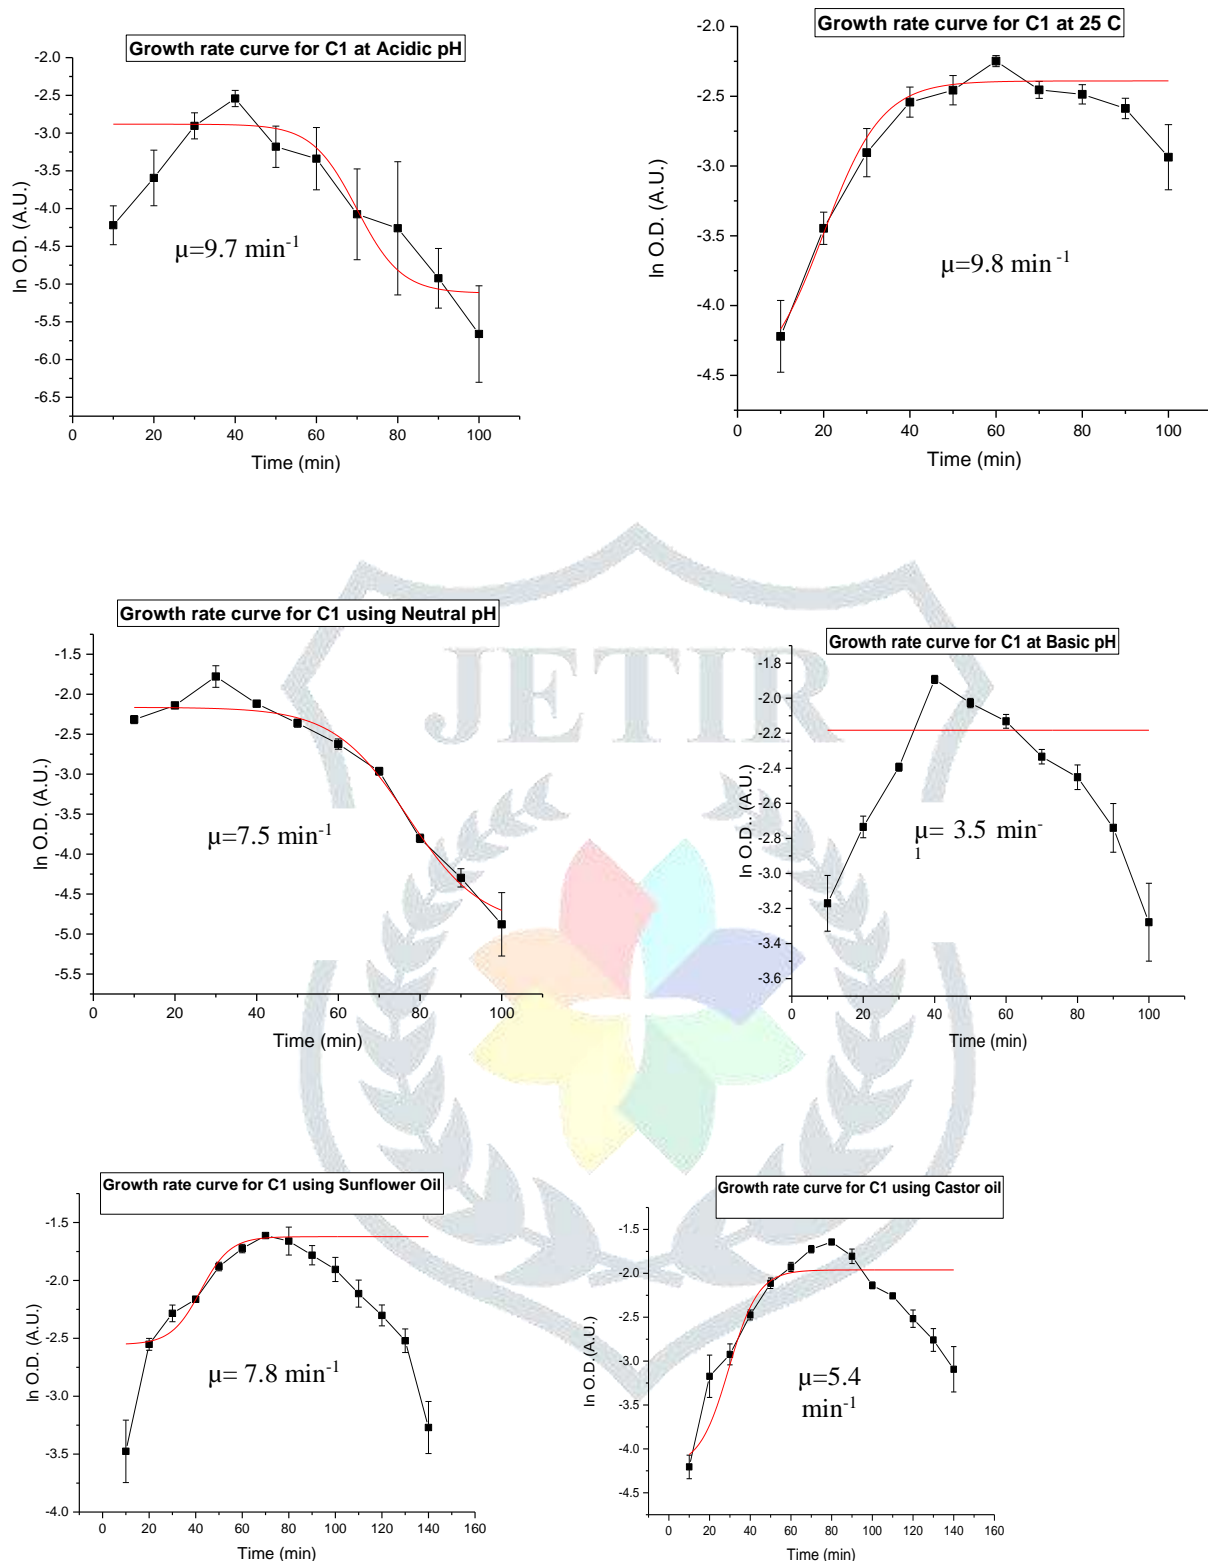 Growth rate curve for C1 at Acidic pH
-2.0
-2.5
-3.0
-3.5
-4.0
-4.5
-5.0
-5.5
-6.0
-6.5
ln O.D. (A.U.)
μ=9.7 min-1
0 20 40 60 80 100
Time (min)
Growth rate curve for C1 at 25 C
-2.0
-2.5
-3.0
-3.5
-4.0
-4.5
ln O.D. (A.U.)
μ=9.8 min -1
0 20 40 60 80 100
Time (min)
JETIR
Growth rate curve for C1 using Neutral pH
-1.5
-2.0
-2.5
-3.0
-3.5
-4.0
-4.5
-5.0
-5.5
ln O.D. (A.U.)
μ=7.5 min-1
0 20 40 60 80 100
Time (min)
Growth rate curve for C1 at Basic pH
-1.8
-2.0
-2.2
-2.4
-2.6
-2.8
-3.0
-3.2
-3.4
-3.6
ln O.D.. (A.U.)
μ= 3.5 min-
1
0 20 40 60 80 100
Time (min)
Growth rate curve for C1 using Sunflower Oil
-1.5
-2.0
-2.5
-3.0
-3.5
-4.0
ln O.D. (A.U.)
μ= 7.8 min-1
0 20 40 60 80 100 120 140 160
Time (min)
Growth rate curve for C1 using Castor oil
-1.5
-2.0
-2.5
-3.0
-3.5
-4.0
-4.5
ln O.D.(A.U.)
μ=5.4
min-1
0 20 40 60 80 100 120 140 160
Time (min)